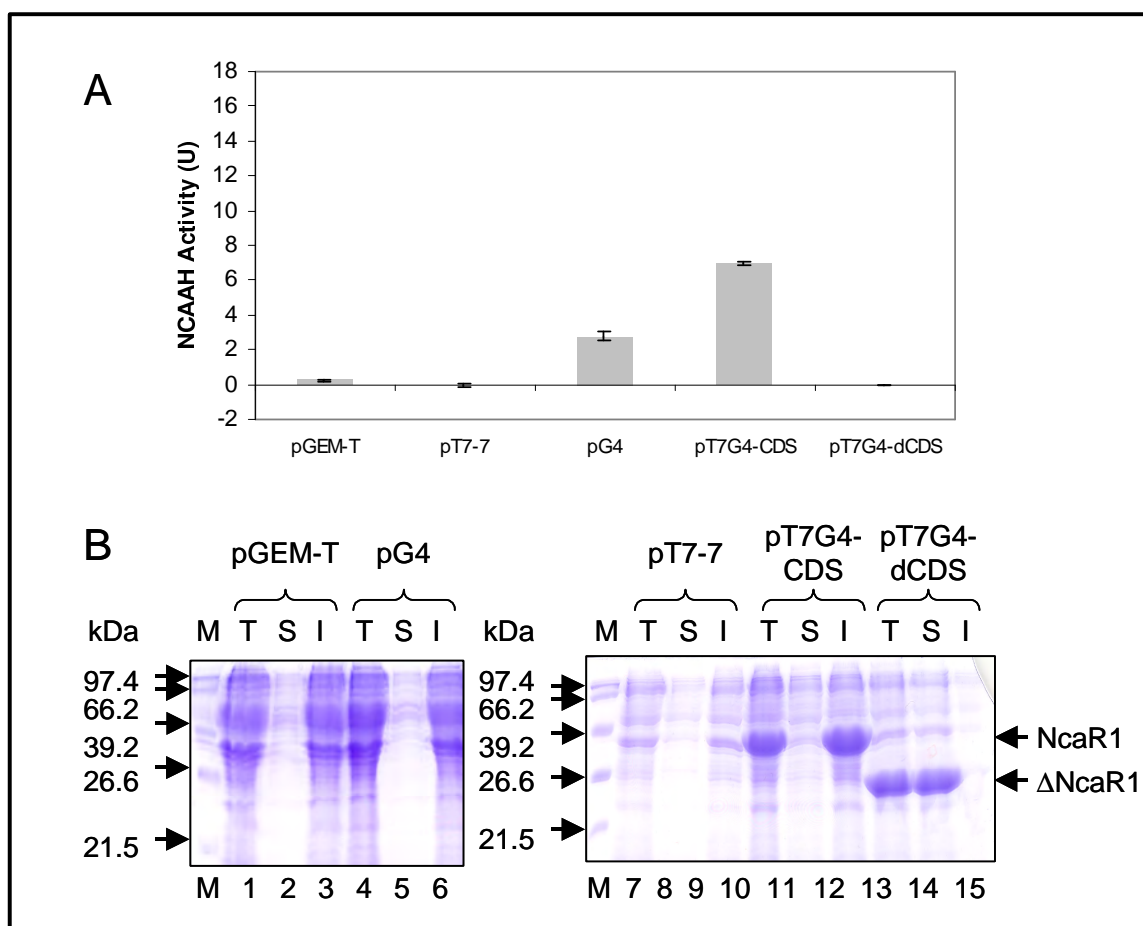 A
NCAAH Activity (U)
18
16
14
12
10
8
6
4
2
0
-2
pGEM-T pT7-7 pG4 pT7G4-CDS pT7G4-dCDS
B
pGEM-T pG4
pT7-7 pT7G4-CDS pT7G4-dCDS
kDa M T S I T S I
kDa M T S I T S I T S I
97.4
66.2
39.2
26.6
21.5
97.4
66.2
39.2
26.6
21.5
NcaR1
ΔNcaR1
M 1 2 3 4 5 6
M 7 8 9 10 11 12 13 14 15